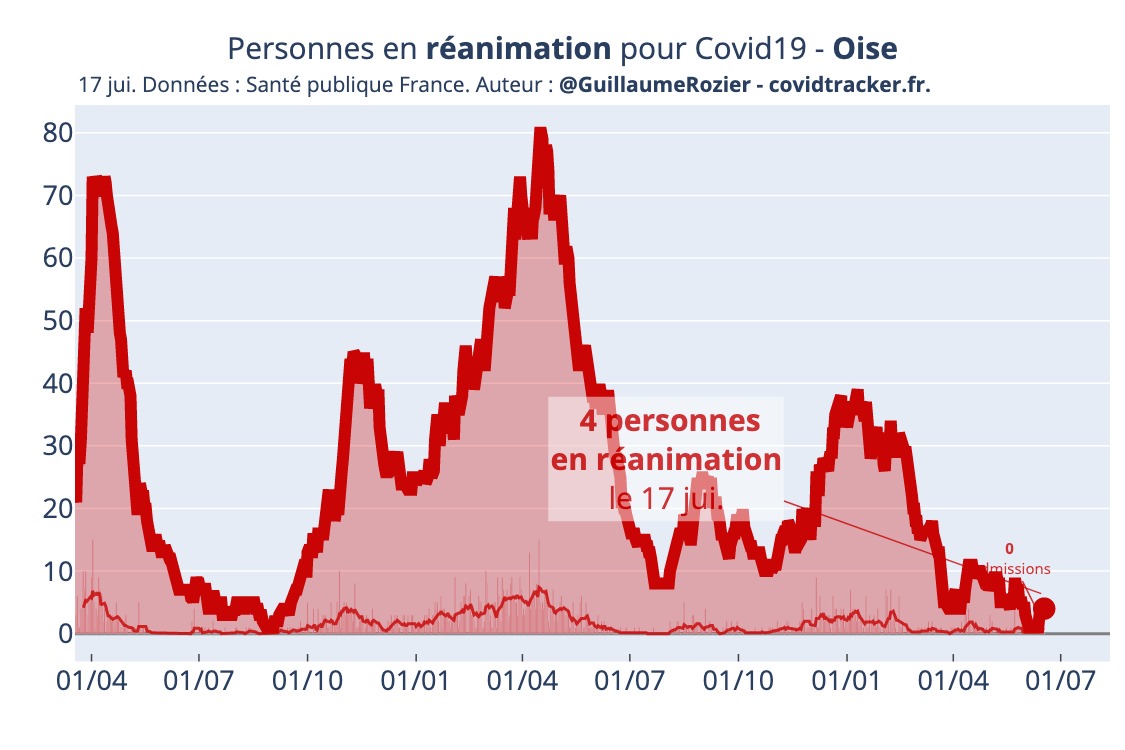 Personnes en réanimation pour Covid19 - Oise
17 jui. Données : Santé publique France. Auteur : @GuillaumeRozier - covidtracker.fr.
80
70
60
50
40
30
20
10
0
4 personnes
en réanimation
le 17 jui.
0
dmissions
01/04 01/07 01/10 01/01 01/04 01/07 01/10 01/01 01/04 01/07